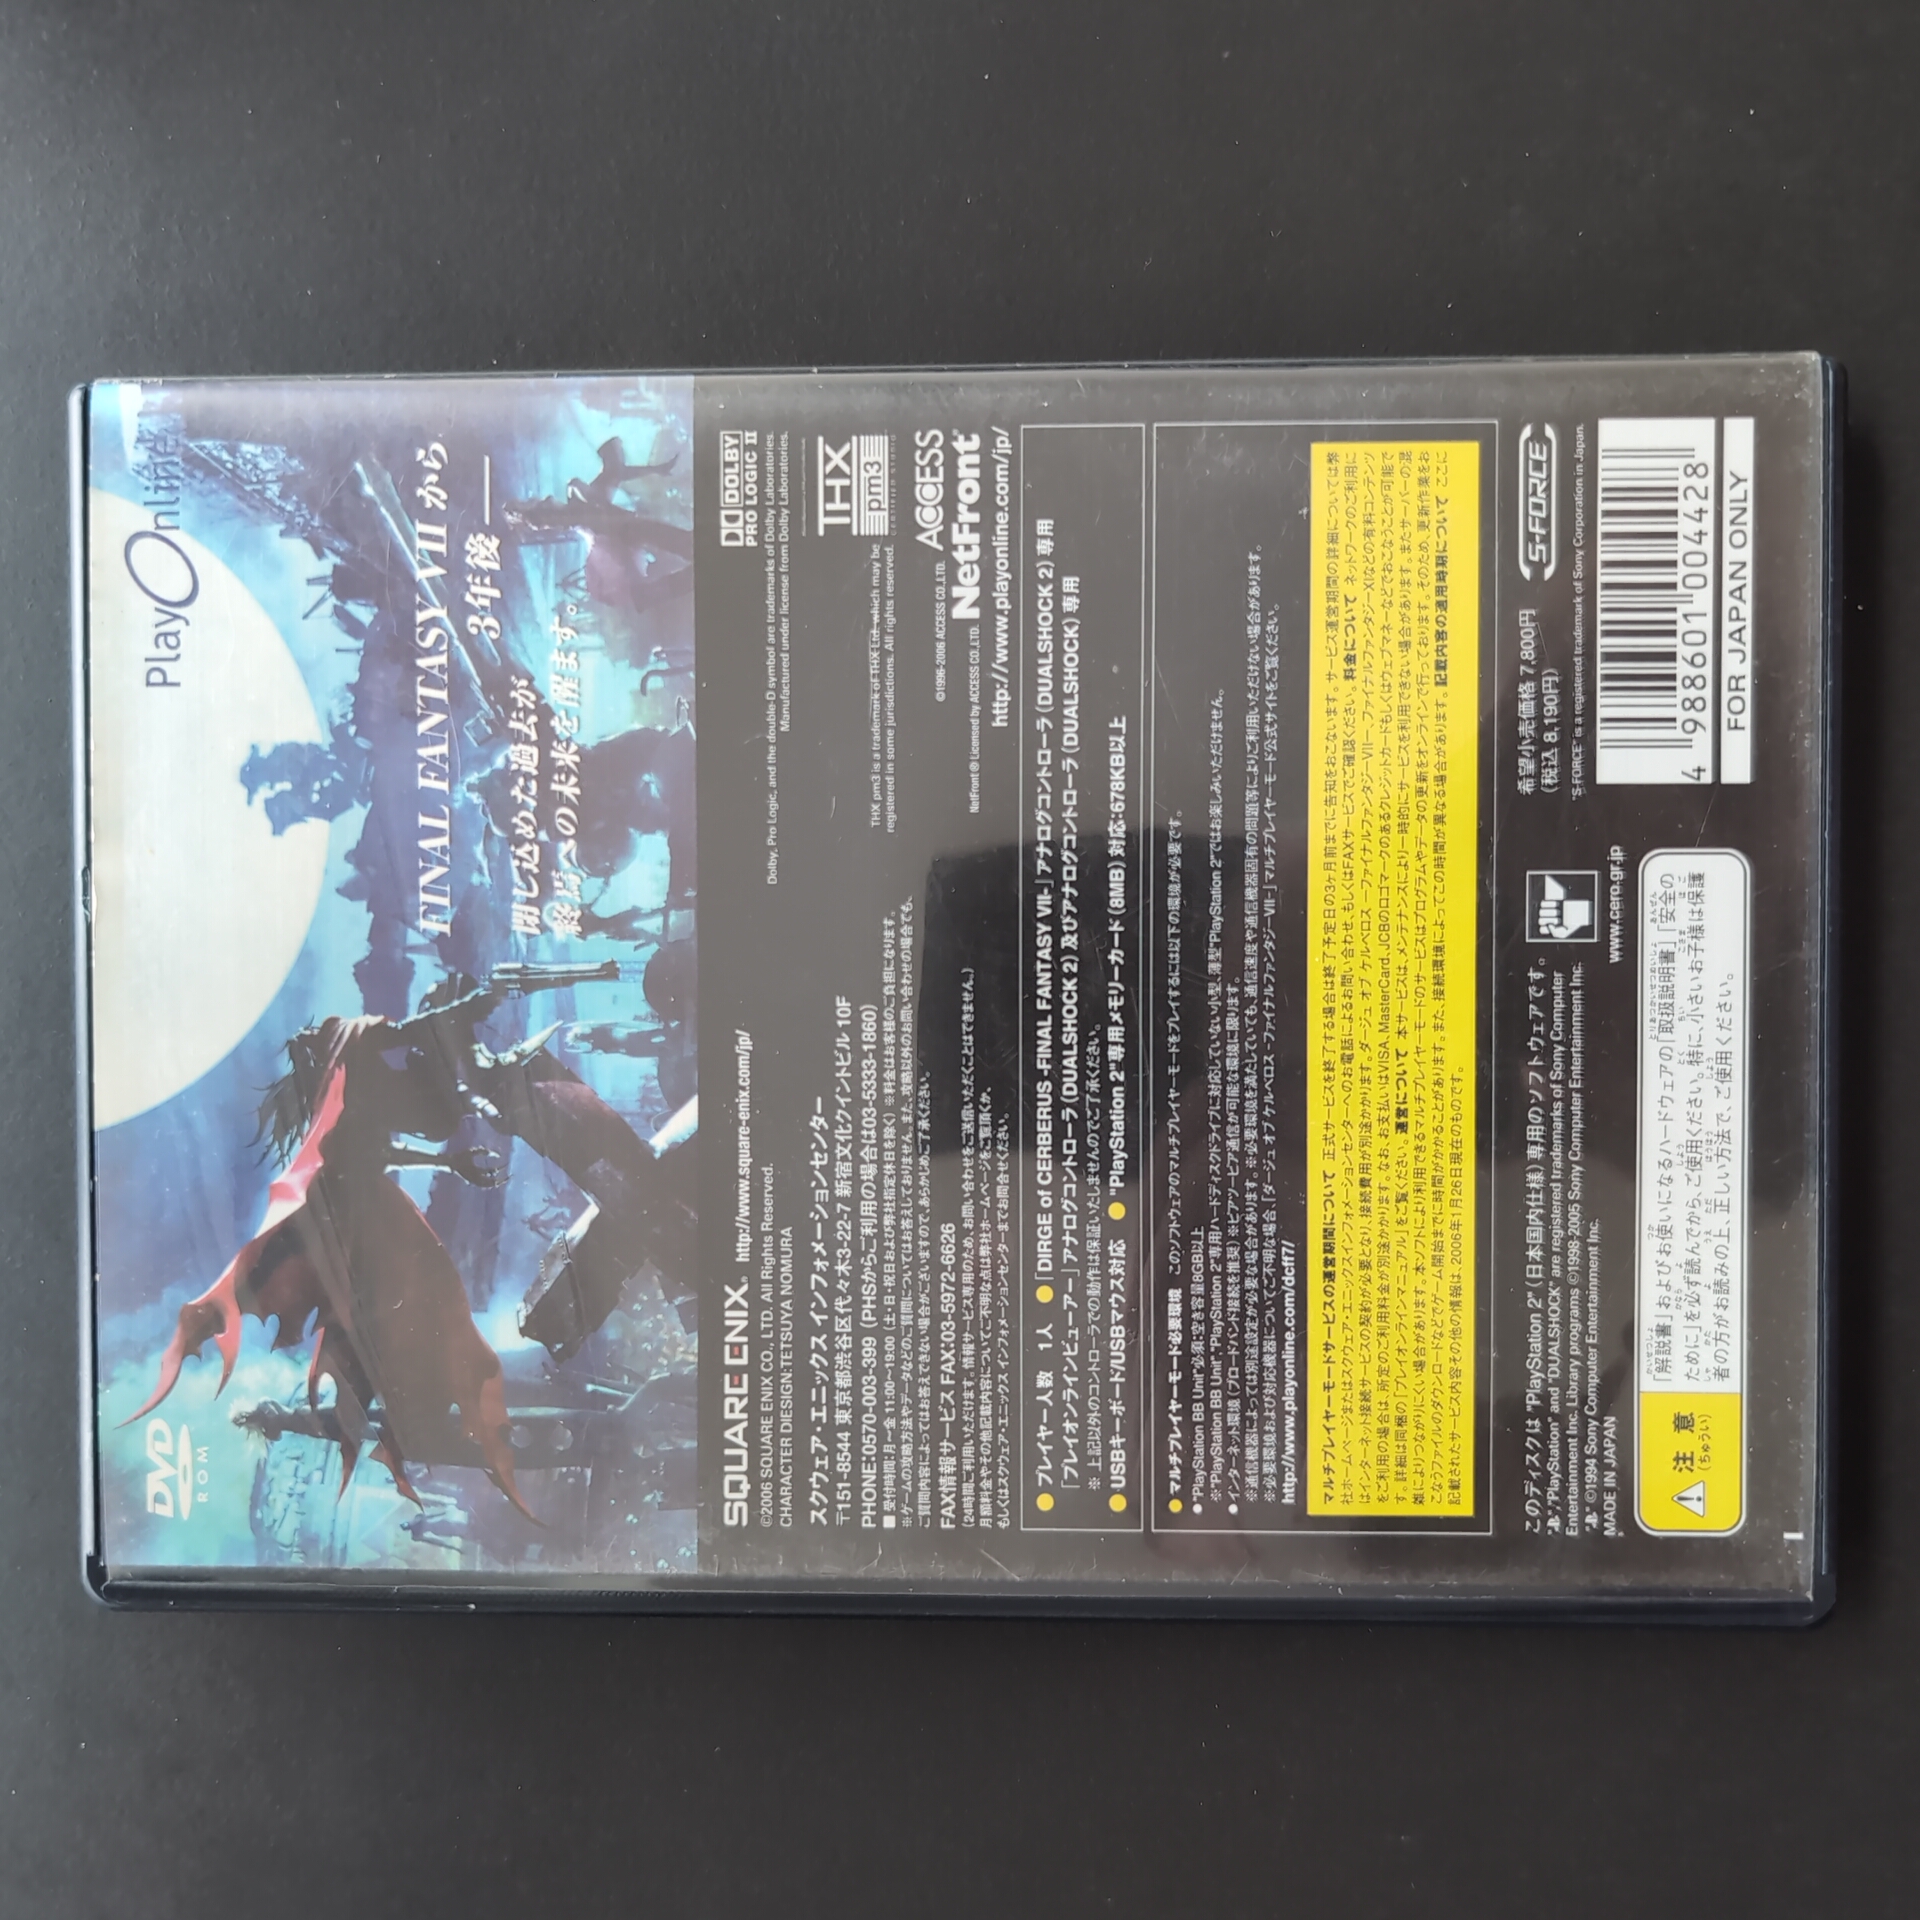 DVD
ROM
PlayOnline
FINAL FANTASY VII から
3年後 ──
閉じ込めた過去が
終焉への未来を醒ます。
SQUARE ENIX® http://www.square-enix.com/jp/
©2006 SQUARE ENIX CO., LTD. All Rights Reserved.
CHARACTER DIESIGN:TETSUYA NOMURA
DOLBY
PRO LOGIC II
Dolby, Pro Logic, and the double-D symbol are trademarks of Dolby Laboratories.
Manufactured under license from Dolby Laboratories.
スクウェア・エニックス インフォメーションセンター
〒151-8544 東京都渋谷区代々木3-22-7 新宿文化クイントビル 10F
PHONE:0570-003-399 (PHSからご利用の場合は03-5333-1860)
■ 受付時間:月~金 11:00~19:00 (土・日・祝日および弊社指定休日を除く) ※料金はお客様のご負担になります。
※ゲームの攻略方法やデータなどのご質問についてはお答えしておりません。また、攻略以外のお問い合わせの場合でも、
ご質問内容によってはお答えできない場合がございますので、あらかじめご了承ください。
FAX情報サービス FAX:03-5972-6626
(24時間ご利用いただけます。情報サービス専用のため、お問い合わせをご送信いただくことはできません。)
月額料金やその他記載内容についてご不明な点は弊社ホームページをご覧頂くか、
もしくはスクウェア・エニックス インフォメーションセンターまでお問合せください。
THX
pm3
CERTIFIED STUDIO
THX pm3 is a trademark of THX Ltd. which may be
registered in some jurisdictions. All rights reserved.
©1996-2006 ACCESS CO.,LTD. ACCESS
NetFront ® Licensed by ACCESS CO.,LTD. NetFront®
http://www.playonline.com/jp/
● プレイヤー人数 1人 ● 「DIRGE of CERBERUS -FINAL FANTASY VII-」アナログコントローラ(DUALSHOCK 2)専用
「プレイオンラインビューアー」アナログコントローラ(DUALSHOCK 2)及びアナログコントローラ(DUALSHOCK)専用
※ 上記以外のコントローラでの動作は保証いたしませんのでご了承ください。
● USBキーボード/USBマウス対応 ● "PlayStation 2"専用メモリーカード(8MB)対応:678KB以上
● マルチプレイヤーモード必要環境 このソフトウェアのマルチプレイヤーモードをプレイするには以下の環境が必要です。
●"PlayStation BB Unit"必須:空き容量8GB以上
※"PlayStation BB Unit","PlayStation 2"専用ハードディスクドライブに対応していない小型、薄型"PlayStation 2"ではお楽しみいただけません。
●インターネット環境(ブロードバンド接続を推奨)※ピアツーピア通信が可能な環境に限ります。
※通信機器によっては別途設定が必要な場合があります。※必要環境を満たしていても、通信速度や通信機器固有の問題等によりご利用いただけない場合があります。
※必要環境および対応機器についてご不明な場合、「ダージュ オブ ケルベロス -ファイナルファンタジーVII-」マルチプレイヤーモード公式サイトをご覧ください。
http://www.playonline.com/dcff7/
マルチプレイヤーモードサービスの運営期間について 正式サービスを終了する場合は終了予定日の3ヶ月前までに告知をおこないます。サービス運営期間の詳細については弊
社ホームページまたはスクウェア・エニックスインフォメーションセンターへのお電話によるお問い合わせ、もしくはFAXサービスでご確認ください。料金について ネットワークのご利用に
はインターネット接続サービスの契約が必要となり、接続費用が別途かかります。ダージュ オブ ケルベロス ーファイナルファンタジーVIIー、ファイナルファンタジーXIなどの有料コンテンツ
をご利用の場合は、所定のご利用料金が別途かかります。なお、お支払いはVISA、MasterCard、JCBのロゴマークのあるクレジットカードもしくはウェブマネーなどでおこなうことが可能で
す。詳細は同梱の「プレイオンラインマニュアル」をご覧ください。運営について 本サービスは、メンテナンスにより一時的にサービスを利用できない場合があります。またサーバーの混
雑によりつながりにくい場合があります。本ソフトにより利用できるマルチプレイヤーモードのサービスはプログラムやデータの更新をオンラインで行っております。そのため、更新作業をお
こなうファイルのダウンロードなどでゲーム開始までに時間がかかることがあります。また、接続環境によってこの時間が異なる場合があります。記載内容の適用時期について ここに
記載されたサービス内容その他の情報は、2006年1月26日現在のものです。
このディスクは "PlayStation 2"(日本国内仕様)専用のソフトウェアです。
"PlayStation" and "DUALSHOCK" are registered trademarks of Sony Computer
Entertainment Inc. Library programs ©1998-2005 Sony Computer Entertainment Inc.
©1994 Sony Computer Entertainment Inc.
MADE IN JAPAN
www.cero.gr.jp
希望小売価格 7,800円
(税込 8,190円)
S-FORCE
"S-FORCE" is a registered trademark of Sony Corporation in Japan.
注意
(ちゅうい)
「解説書」およびお使いになるハードウェアの「取扱説明書」「安全の
ために」を必ず読んでから、ご使用ください。特に、小さいお子様は保護
者の方がお読みの上、正しい方法で、ご使用ください。
4 988601 004428
FOR JAPAN ONLY